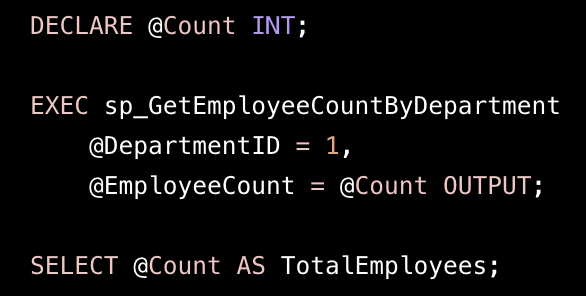 DECLARE @Count INT;
EXEC sp_GetEmployeeCountByDepartment
@DepartmentID = 1,
@EmployeeCount = @Count OUTPUT;
SELECT @Count AS TotalEmployees;